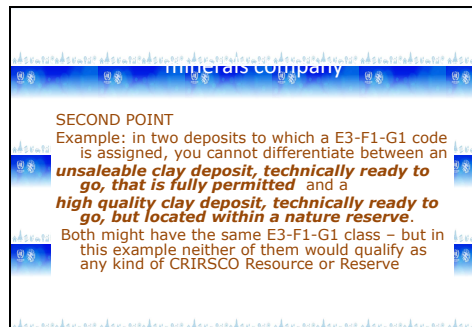 minerals company
SECOND POINT
Example: in two deposits to which a E3-F1-G1 code
is assigned, you cannot differentiate between an
unsaleable clay deposit, technically ready to
go, that is fully permitted  and a
high quality clay deposit, technically ready to
go, but located within a nature reserve.
Both might have the same E3-F1-G1 class – but in
this example neither of them would qualify as
any kind of CRIRSCO Resource or Reserve